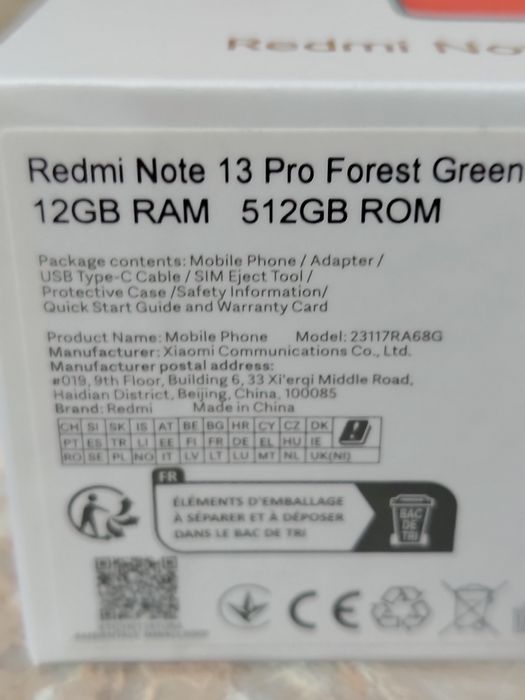 Redmi No
Redmi Note 13 Pro Forest Green
12GB RAM 512GB ROM
Package contents: Mobile Phone / Adapter /
USB Type-C Cable / SIM Eject Tool /
Protective Case /Safety Information/
Quick Start Guide and Warranty Card
Product Name: Mobile Phone Model: 23117RA68G
Manufacturer: Xiaomi Communications Co., Ltd.
Manufacturer postal address:
#019, 9th Floor, Building 6, 33 Xi'erqi Middle Road,
Haidian District, Beijing, China, 100085
Brand: Redmi Made in China
CH SI SK IS AT BE BG HR CY CZ DK
PT ES TR LI EE FI FR DE EL HU IE
RO SE PL NO IT LV LT LU MT NL UK(NI)
FR
ÉLÉMENTS D'EMBALLAGE
À SÉPARER ET À DÉPOSER
DANS LE BAC DE TRI
BAC
DE
TRI
CE